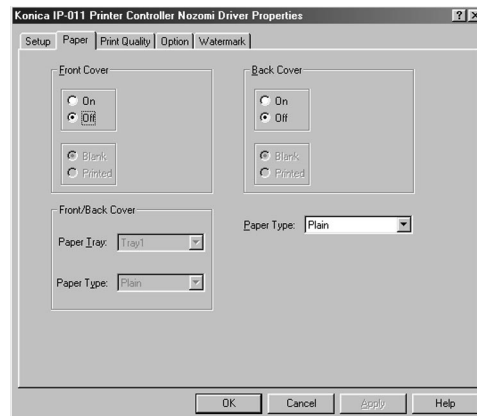 Konica IP-011 Printer Controller Nozomi Driver Properties
Setup Paper Print Quality Option Watermark
Front Cover
On
Off
Blank
Printed
Back Cover
On
Off
Blank
Printed
Front/Back Cover
Paper Tray: Tray1
Paper Type: Plain
Paper Type: Plain
OK Cancel Apply Help